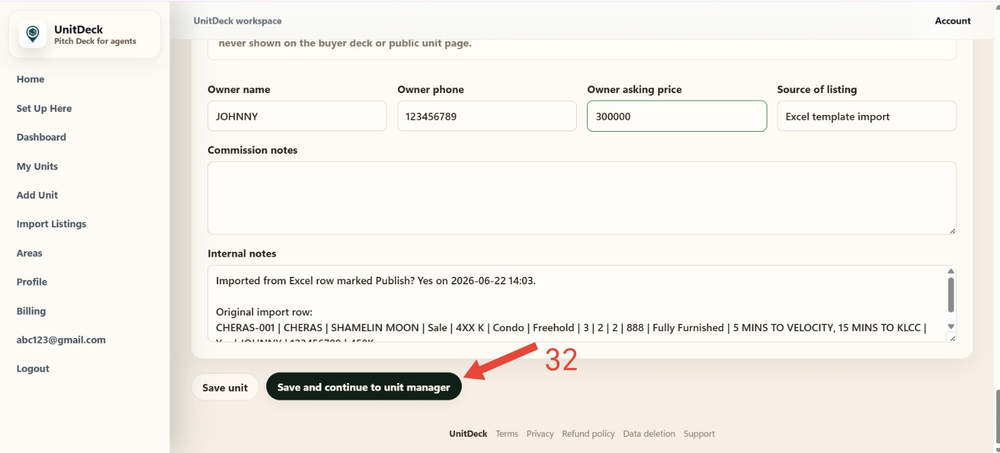 UnitDeck
Pitch Deck for agents
Home
Set Up Here
Dashboard
My Units
Add Unit
Import Listings
Areas
Profile
Billing
abc123@gmail.com
Logout
UnitDeck workspace
Account
never shown on the buyer deck or public unit page.
Owner name
JOHNNY
Owner phone
123456789
Owner asking price
300000
Source of listing
Excel template import
Commission notes
Internal notes
Imported from Excel row marked Publish? Yes on 2026-06-22 14:03.
Original import row:
CHERAS-001 | CHERAS | SHAMELIN MOON | Sale | 4XX K | Condo | Freehold | 3 | 2 | 2 | 888 | Fully Furnished | 5 MINS TO VELOCITY, 15 MINS TO KLCC |
Yes | JOHNNY | 123456789 | 450K
32
Save unit
Save and continue to unit manager
UnitDeck Terms Privacy Refund policy Data deletion Support